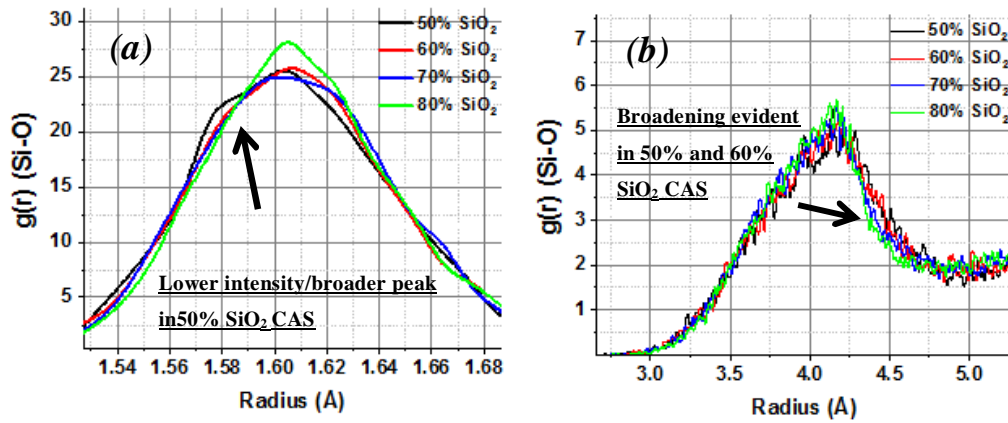 (a)
50% SiO₂
60% SiO₂
70% SiO₂
80% SiO₂
30
25
20
15
10
5
g(r) (Si-O)
Lower intensity/broader peak
in50% SiO₂ CAS
1.54 1.56 1.58 1.60 1.62 1.64 1.66 1.68
Radius (Å)
(b)
50% SiO₂
60% SiO₂
70% SiO₂
80% SiO₂
7
6
5
4
3
2
1
g(r) (Si-O)
Broadening evident
in 50% and 60%
SiO₂ CAS
3.0 3.5 4.0 4.5 5.0
Radius (Å)